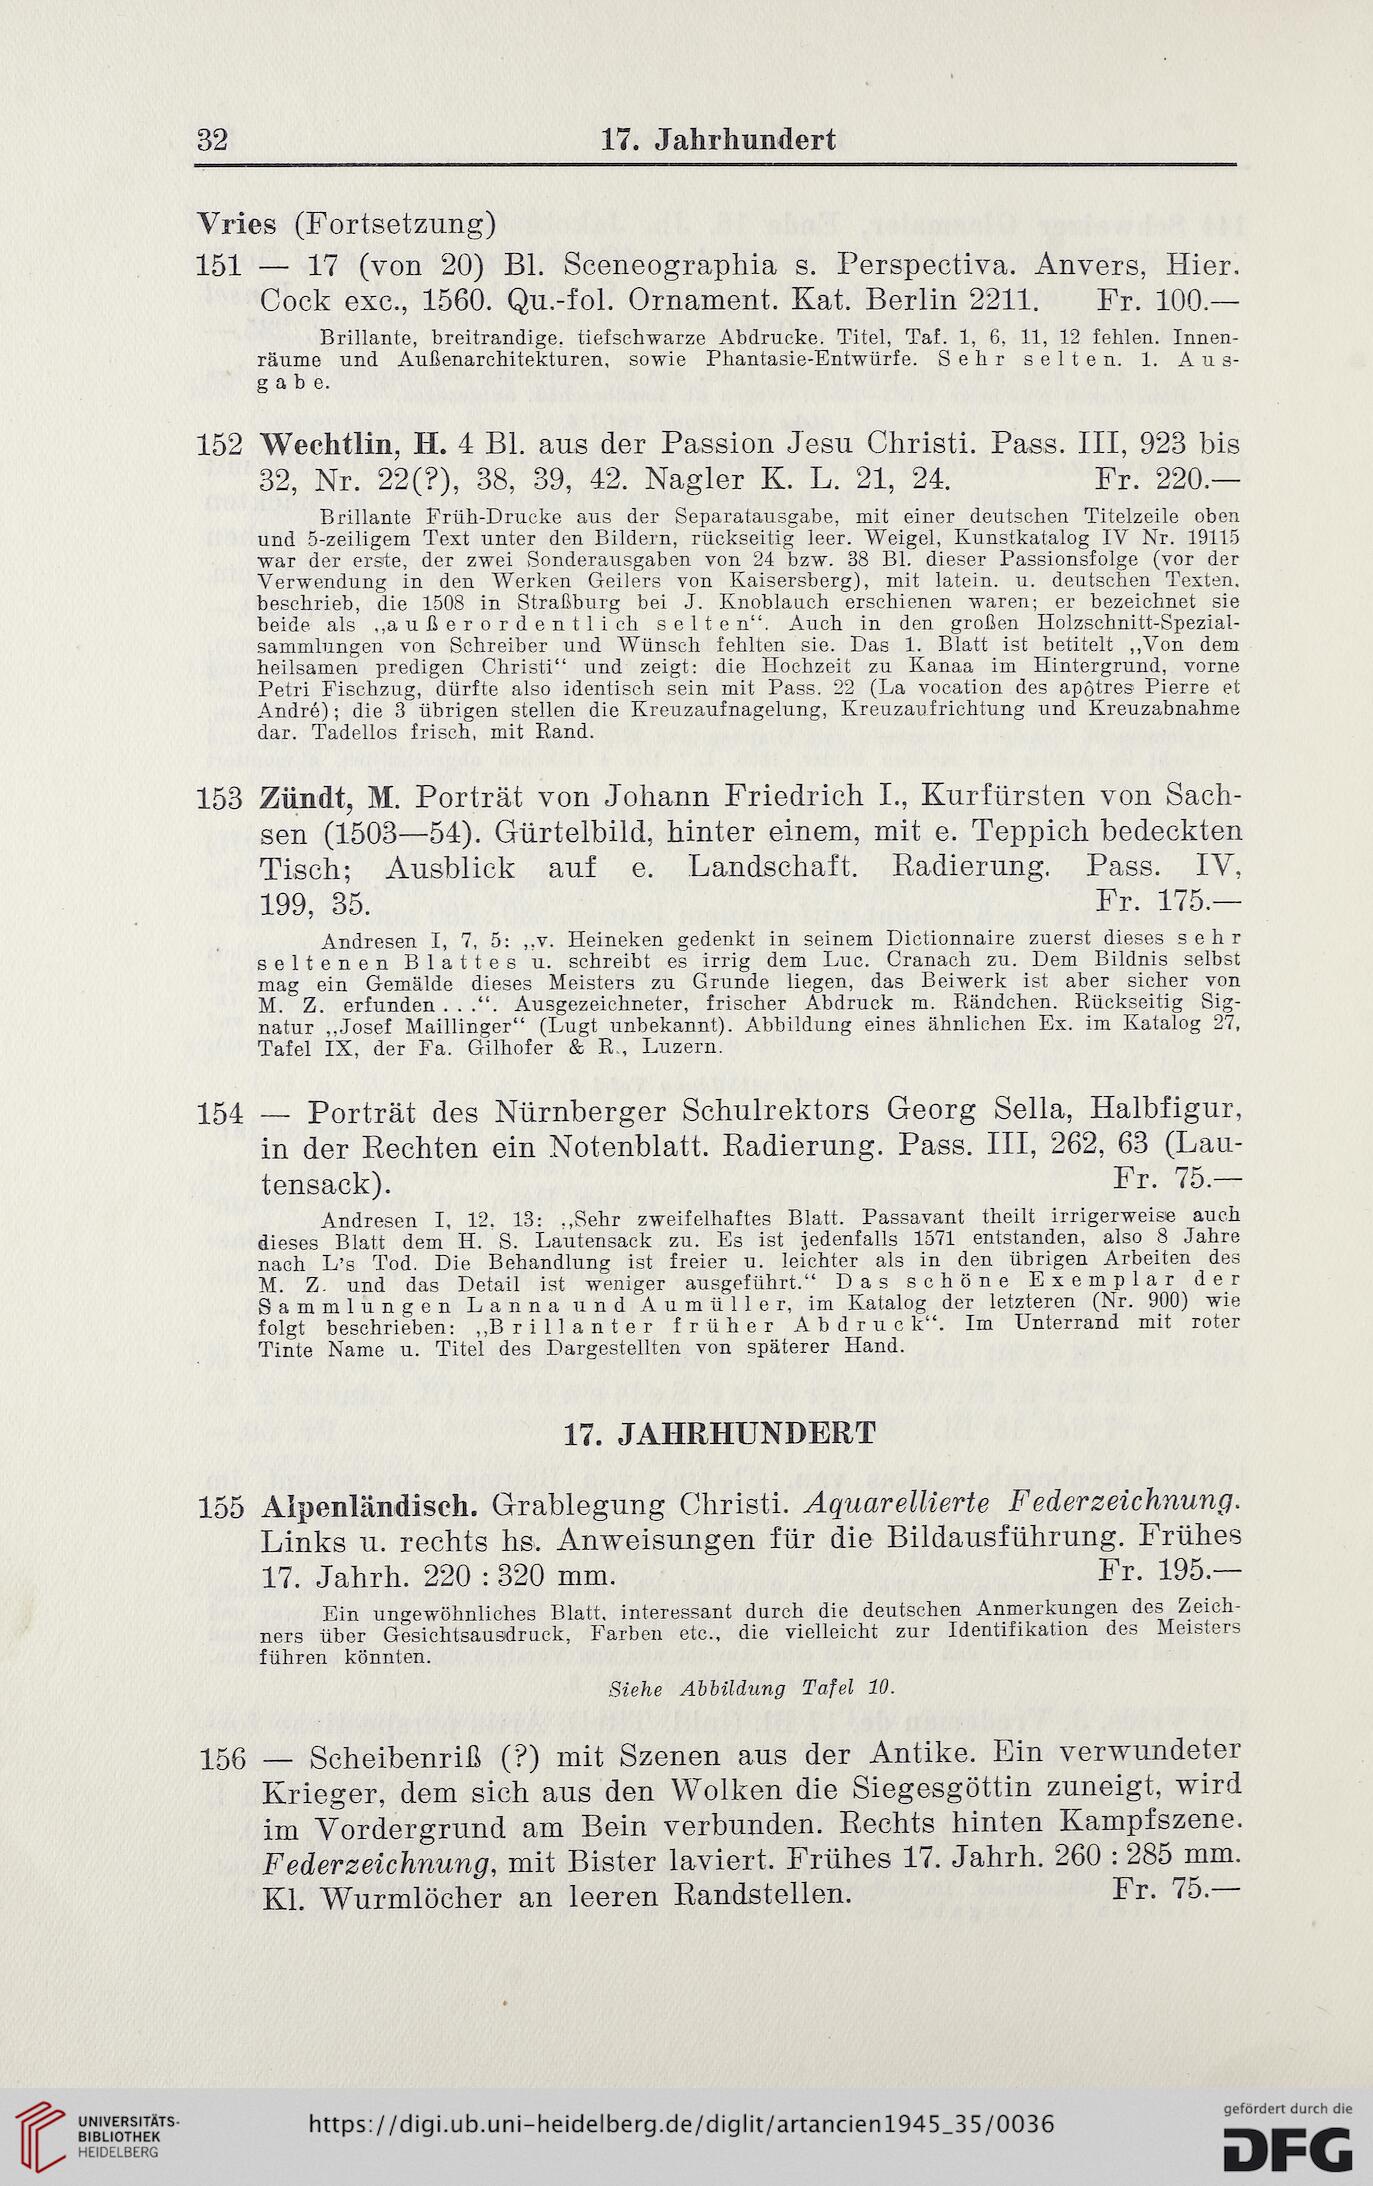 32 17. Jahrhundert
Vries (Fortsetzung)
151 — 17 (von 20) Bl. Sceneographia s. Perspectiva. Anvers, Hier.
Cock exc., 1560. Qu.-fol. Ornament. Kat. Berlin 2211. Fr. 100.—
Brillante, breitrandige, tiefschwarze Abdrucke. Titel, Taf. 1, 6, 11, 12 fehlen. Innen-
räume und Außenarchitekturen, sowie Phantasie-Entwürfe. Sehr selten. 1. Aus-
gabe.
152 Wechtlin, H. 4 Bl. aus der Passion Jesu Christi. Pass. III, 923 bis
32, Nr. 22(?), 38, 39, 42. Nagler K. L. 21, 24. Fr. 220.—
Brillante Früh-Drucke aus der Separatausgabe, mit einer deutschen Titelzeile oben
und 5-zeiligem Text unter den Bildern, rückseitig leer. Weigel, Kunstkatalog IV Nr. 19115
war der erste, der zwei Sonderausgaben von 24 bzw. 38 Bl. dieser Passionsfolge (vor der
Verwendung in den Werken Geilers von Kaisersberg), mit latein. u. deutschen Texten,
beschrieb, die 1508 in Straßburg bei J. Knoblauch erschienen waren; er bezeichnet sie
beide als „außerordentlich selten“. Auch in den großen Holzschnitt-Spezial-
sammlungen von Schreiber und Wünsch fehlten sie. Das 1. Blatt ist betitelt „Von dem
heilsamen predigen Christi“ und zeigt: die Hochzeit zu Kanaa im Hintergrund, vorne
Petri Fischzug, dürfte also identisch sein mit Pass. 22 (La vocation des apôtres Pierre et
André); die 3 übrigen stellen die Kreuzaufnagelung, Kreuzaufrichtung und Kreuzabnahme
dar. Tadellos frisch, mit Rand.
153 Zündt, M. Porträt von Johann Friedrich I., Kurfürsten von Sach-
sen (1503—54). Gürtelbild, hinter einem, mit e. Teppich bedeckten
Tisch; Ausblick auf e. Landschaft. Radierung. Pass. IV,
199, 35. Fr. 175.—
Andresen I, 7, 5: „v. Heineken gedenkt in seinem Dictionnaire zuerst dieses sehr
seltenen Blattes u. schreibt es irrig dem Luc. Cranach zu. Dem Bildnis selbst
mag ein Gemälde dieses Meisters zu Grunde liegen, das Beiwerk ist aber sicher von
M. Z. erfunden . . .“. Ausgezeichneter, frischer Abdruck m. Rändchen. Rückseitig Sig-
natur „Josef Maillinger“ (Lugt unbekannt). Abbildung eines ähnlichen Ex. im Katalog 27,
Tafel IX, der Fa. Gilhofer & R., Luzern.
154 — Porträt des Nürnberger Schulrektors Georg Sella, Halbfigur,
in der Rechten ein Notenblatt. Radierung. Pass. III, 262, 63 (Lau-
tensack). Fr. 75.—
Andresen I, 12, 13: „Sehr zweifelhaftes Blatt. Passavant theilt irrigerweise auch
dieses Blatt dem H. S. Lautensack zu. Es ist jedenfalls 1571 entstanden, also 8 Jahre
nach L’s Tod. Die Behandlung ist freier u. leichter als in den übrigen Arbeiten des
M. Z. und das Detail ist weniger ausgeführt.“ Das schöne Exemplar der
Sammlungen Lanna und Aumüller, im Katalog der letzteren (Nr. 900) wie
folgt beschrieben: „Brillanter früher Abdruck“. Im Unterrand mit roter
Tinte Name u. Titel des Dargestellten von späterer Hand.
17. JAHRHUNDERT
155 Alpenländisch. Grablegung Christi. Aquarellierte Federzeichnung.
Links u. rechts hs. Anweisungen für die Bildausführung. Frühes
17. Jahrh. 220 : 320 mm. Fr. 195.—
Ein ungewöhnliches Blatt, interessant durch die deutschen Anmerkungen des Zeich-
ners über Gesichtsausdruck, Farben etc., die vielleicht zur Identifikation des Meisters
führen könnten.
Siehe Abbildung Tafel 10.
156 — Scheibenriß (?) mit Szenen aus der Antike. Ein verwundeter
Krieger, dem sich aus den Wolken die Siegesgöttin zuneigt, wird
im Vordergrund am Bein verbunden. Rechts hinten Kampfszene.
Federzeichnung, mit Bister laviert. Frühes 17. Jahrh. 260 : 285 mm.
Kl. Wurmlöcher an leeren Randstellen. Fr. 75.—
UNIVERSITÄTS-
BIBLIOTHEK
HEIDELBERG
https://digi.ub.uni-heidelberg.de/diglit/artancien1945_35/0036
gefördert durch die
DFG